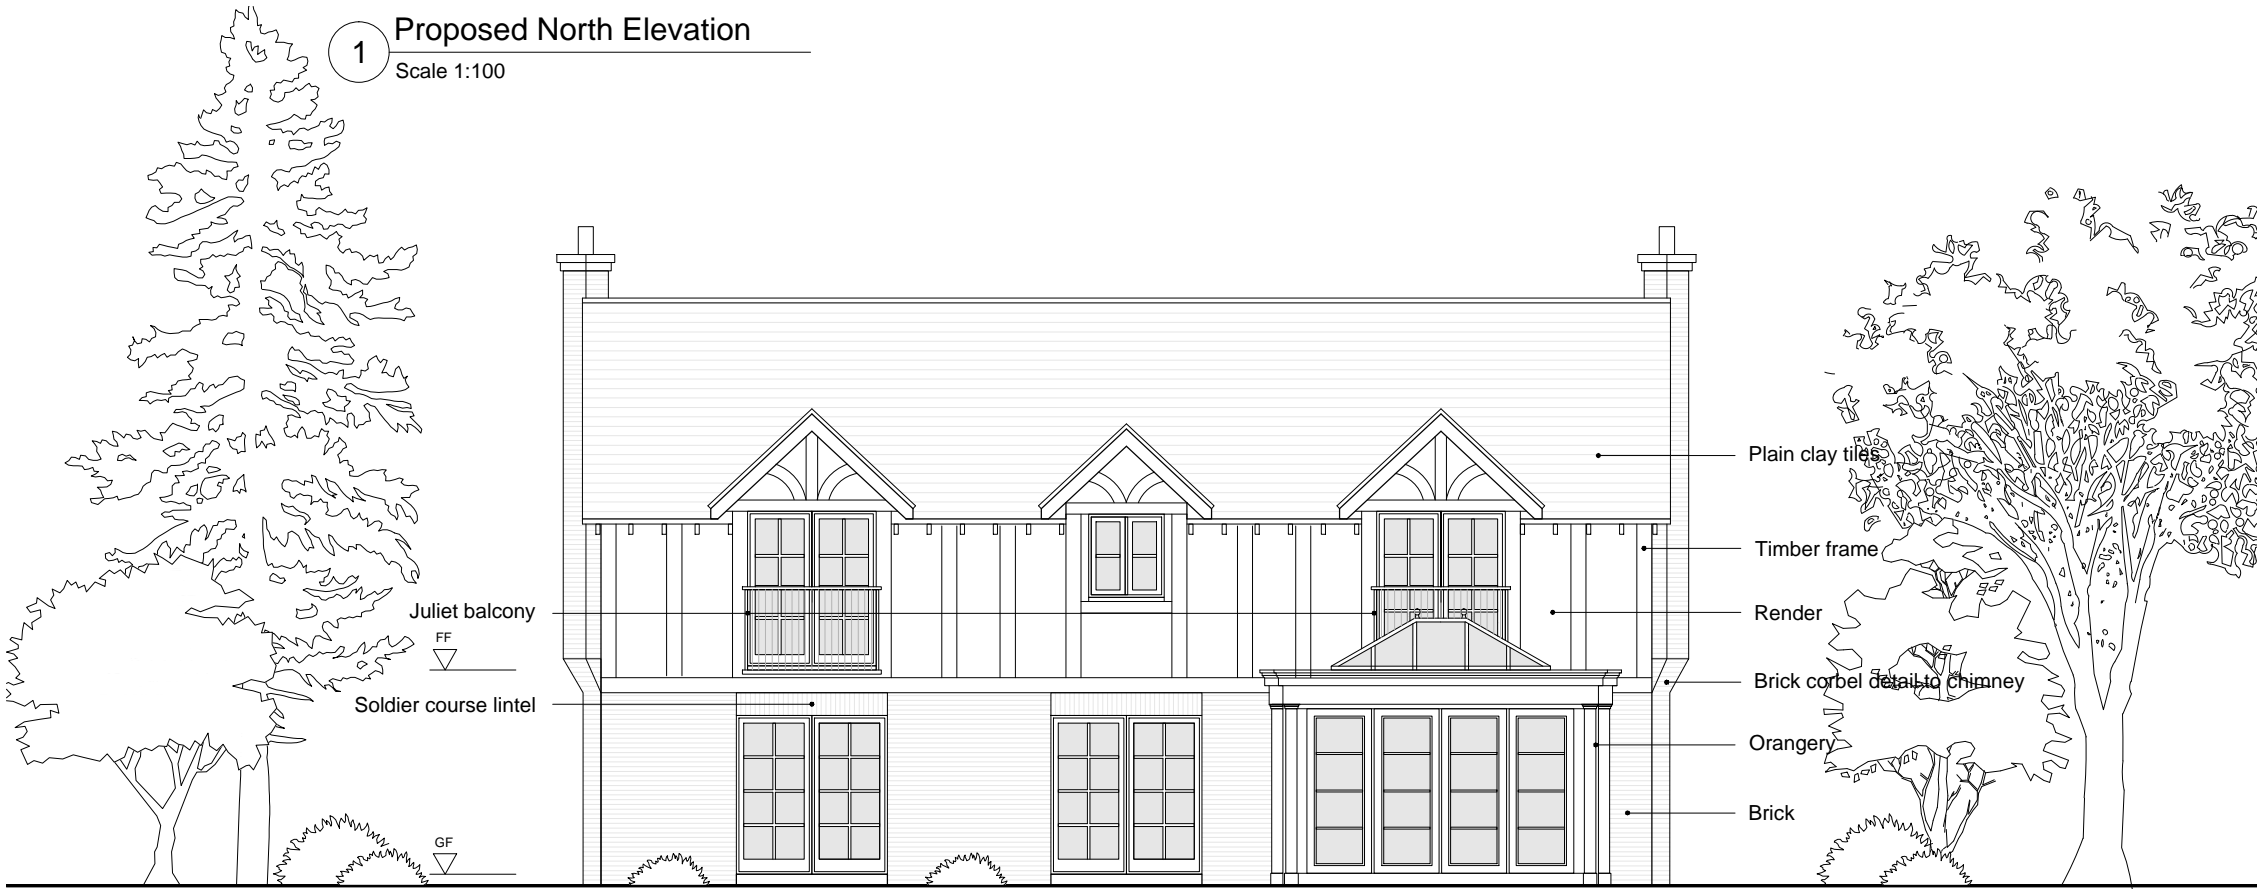 1
Proposed North Elevation
Scale 1:100
Plain clay tiles
Timber frame
Juliet balcony
Render
FF
Brick corbel detail to chimney
Soldier course lintel
Orangery
Brick
GF